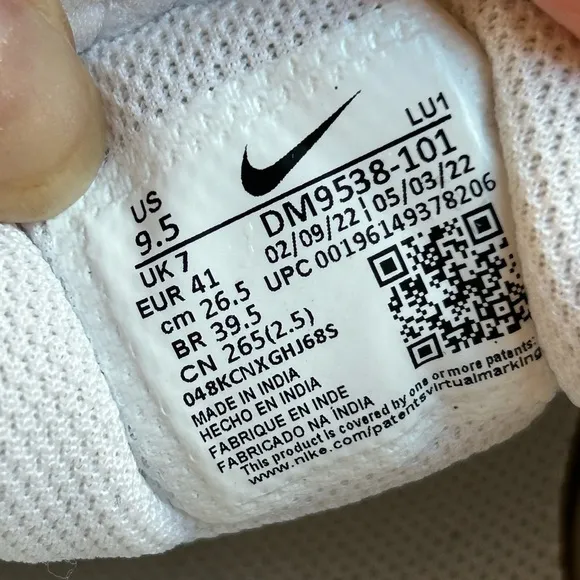 LU1
US
9.5
DM9538-101
UK 7
02/09/22 | 05/03/22
EUR 41
UPC 00196149378206
cm 26.5
BR 39.5
CN 265(2.5)
048KCNXGHJ68S
MADE IN INDIA
HECHO EN INDIA
FABRIQUE EN INDE
FABRICADO NA ÍNDIA
This product is covered by one or more patents:
www.nike.com/patentsvirtualmarking